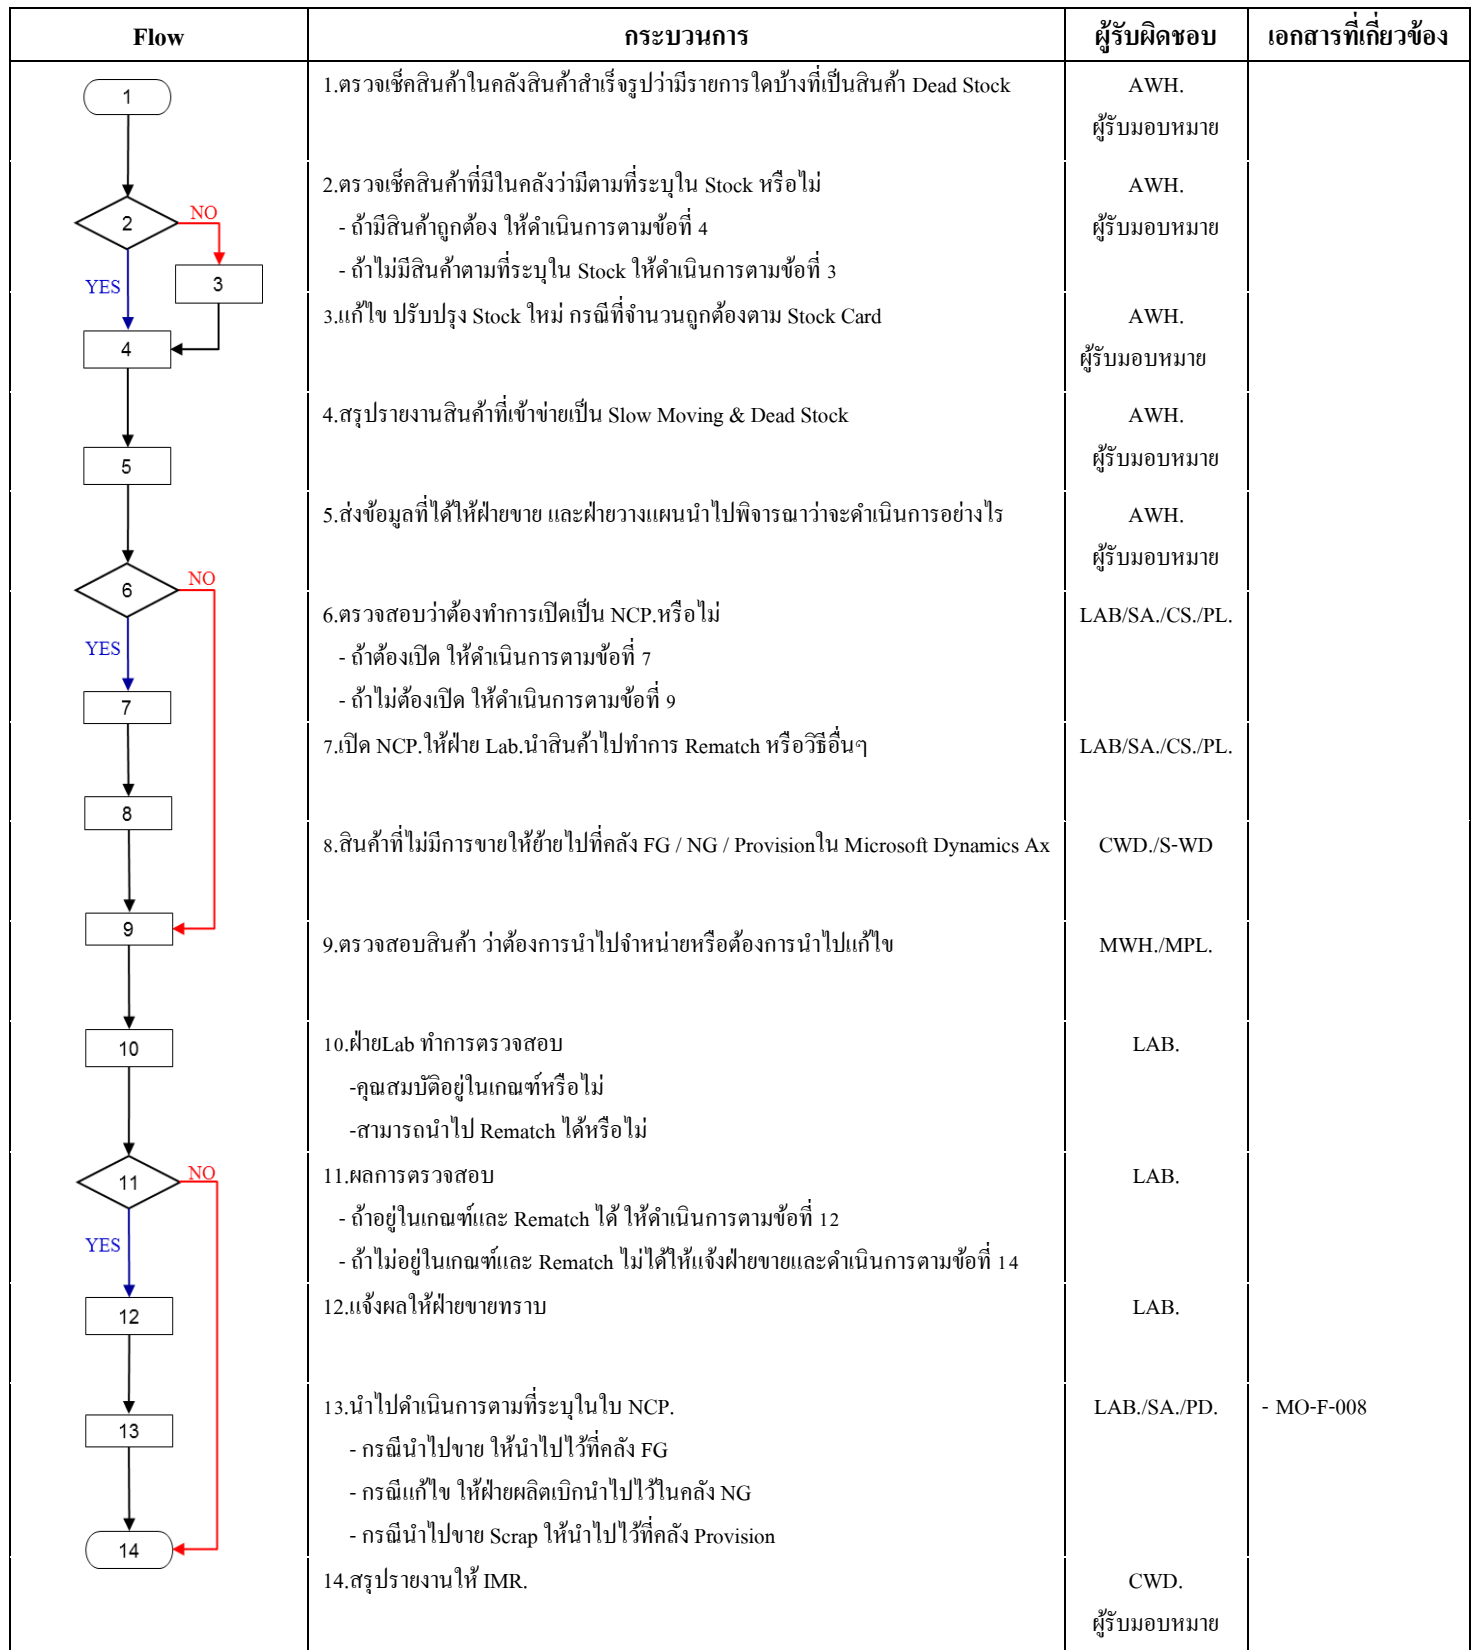 Flow กระบวนการ ผู้รับผิดชอบ เอกสารที่เกี่ยวข้อง
1 1.ตรวจเช็คสินค้าในคลังสินค้าสำเร็จรูปว่ามีรายการใดบ้างที่เป็นสินค้า Dead Stock AWH.
ผู้รับมอบหมาย
2.ตรวจเช็คสินค้าที่มีในคลังว่ามีตามที่ระบุใน Stock หรือไม่ AWH.
2 NO - ถ้ามีสินค้าถูกต้อง ให้ดำเนินการตามข้อที่ 4 ผู้รับมอบหมาย
YES 3 - ถ้าไม่มีสินค้าตามที่ระบุใน Stock ให้ดำเนินการตามข้อที่ 3
3.แก้ไข ปรับปรุง Stock ใหม่ กรณีที่จำนวนถูกต้องตาม Stock Card AWH.
4 ผู้รับมอบหมาย
4.สรุปรายงานสินค้าที่เข้าข่ายเป็น Slow Moving & Dead Stock AWH.
5 ผู้รับมอบหมาย
5.ส่งข้อมูลที่ได้ให้ฝ่ายขาย และฝ่ายวางแผนนำไปพิจารณาว่าจะดำเนินการอย่างไร AWH.
ผู้รับมอบหมาย
6 NO 6.ตรวจสอบว่าต้องทำการเปิดเป็น NCP.หรือไม่ LAB/SA./CS./PL.
YES - ถ้าต้องเปิด ให้ดำเนินการตามข้อที่ 7
7 - ถ้าไม่ต้องเปิด ให้ดำเนินการตามข้อที่ 9
7.เปิด NCP.ให้ฝ่าย Lab.นำสินค้าไปทำการ Rematch หรือวิธีอื่นๆ LAB/SA./CS./PL.
8
8.สินค้าที่ไม่มีการขายให้ย้ายไปที่คลัง FG / NG / Provisionใน Microsoft Dynamics Ax CWD./S-WD
9 9.ตรวจสอบสินค้า ว่าต้องการนำไปจำหน่ายหรือต้องการนำไปแก้ไข MWH./MPL.
10 10.ฝ่ายLab ทำการตรวจสอบ LAB.
-คุณสมบัติอยู่ในเกณฑ์หรือไม่
-สามารถนำไป Rematch ได้หรือไม่
11 NO 11.ผลการตรวจสอบ LAB.
- ถ้าอยู่ในเกณฑ์และ Rematch ได้ ให้ดำเนินการตามข้อที่ 12
YES - ถ้าไม่อยู่ในเกณฑ์และ Rematch ไม่ได้ให้แจ้งฝ่ายขายและดำเนินการตามข้อที่ 14
12 12.แจ้งผลให้ฝ่ายขายทราบ LAB.
13.นำไปดำเนินการตามที่ระบุในใบ NCP. LAB./SA./PD. - MO-F-008
13 - กรณีนำไปขาย ให้นำไปไว้ที่คลัง FG
- กรณีแก้ไข ให้ฝ่ายผลิตเบิกนำไปไว้ในคลัง NG
14 - กรณีนำไปขาย Scrap ให้นำไปไว้ที่คลัง Provision
14.สรุปรายงานให้ IMR. CWD.
ผู้รับมอบหมาย